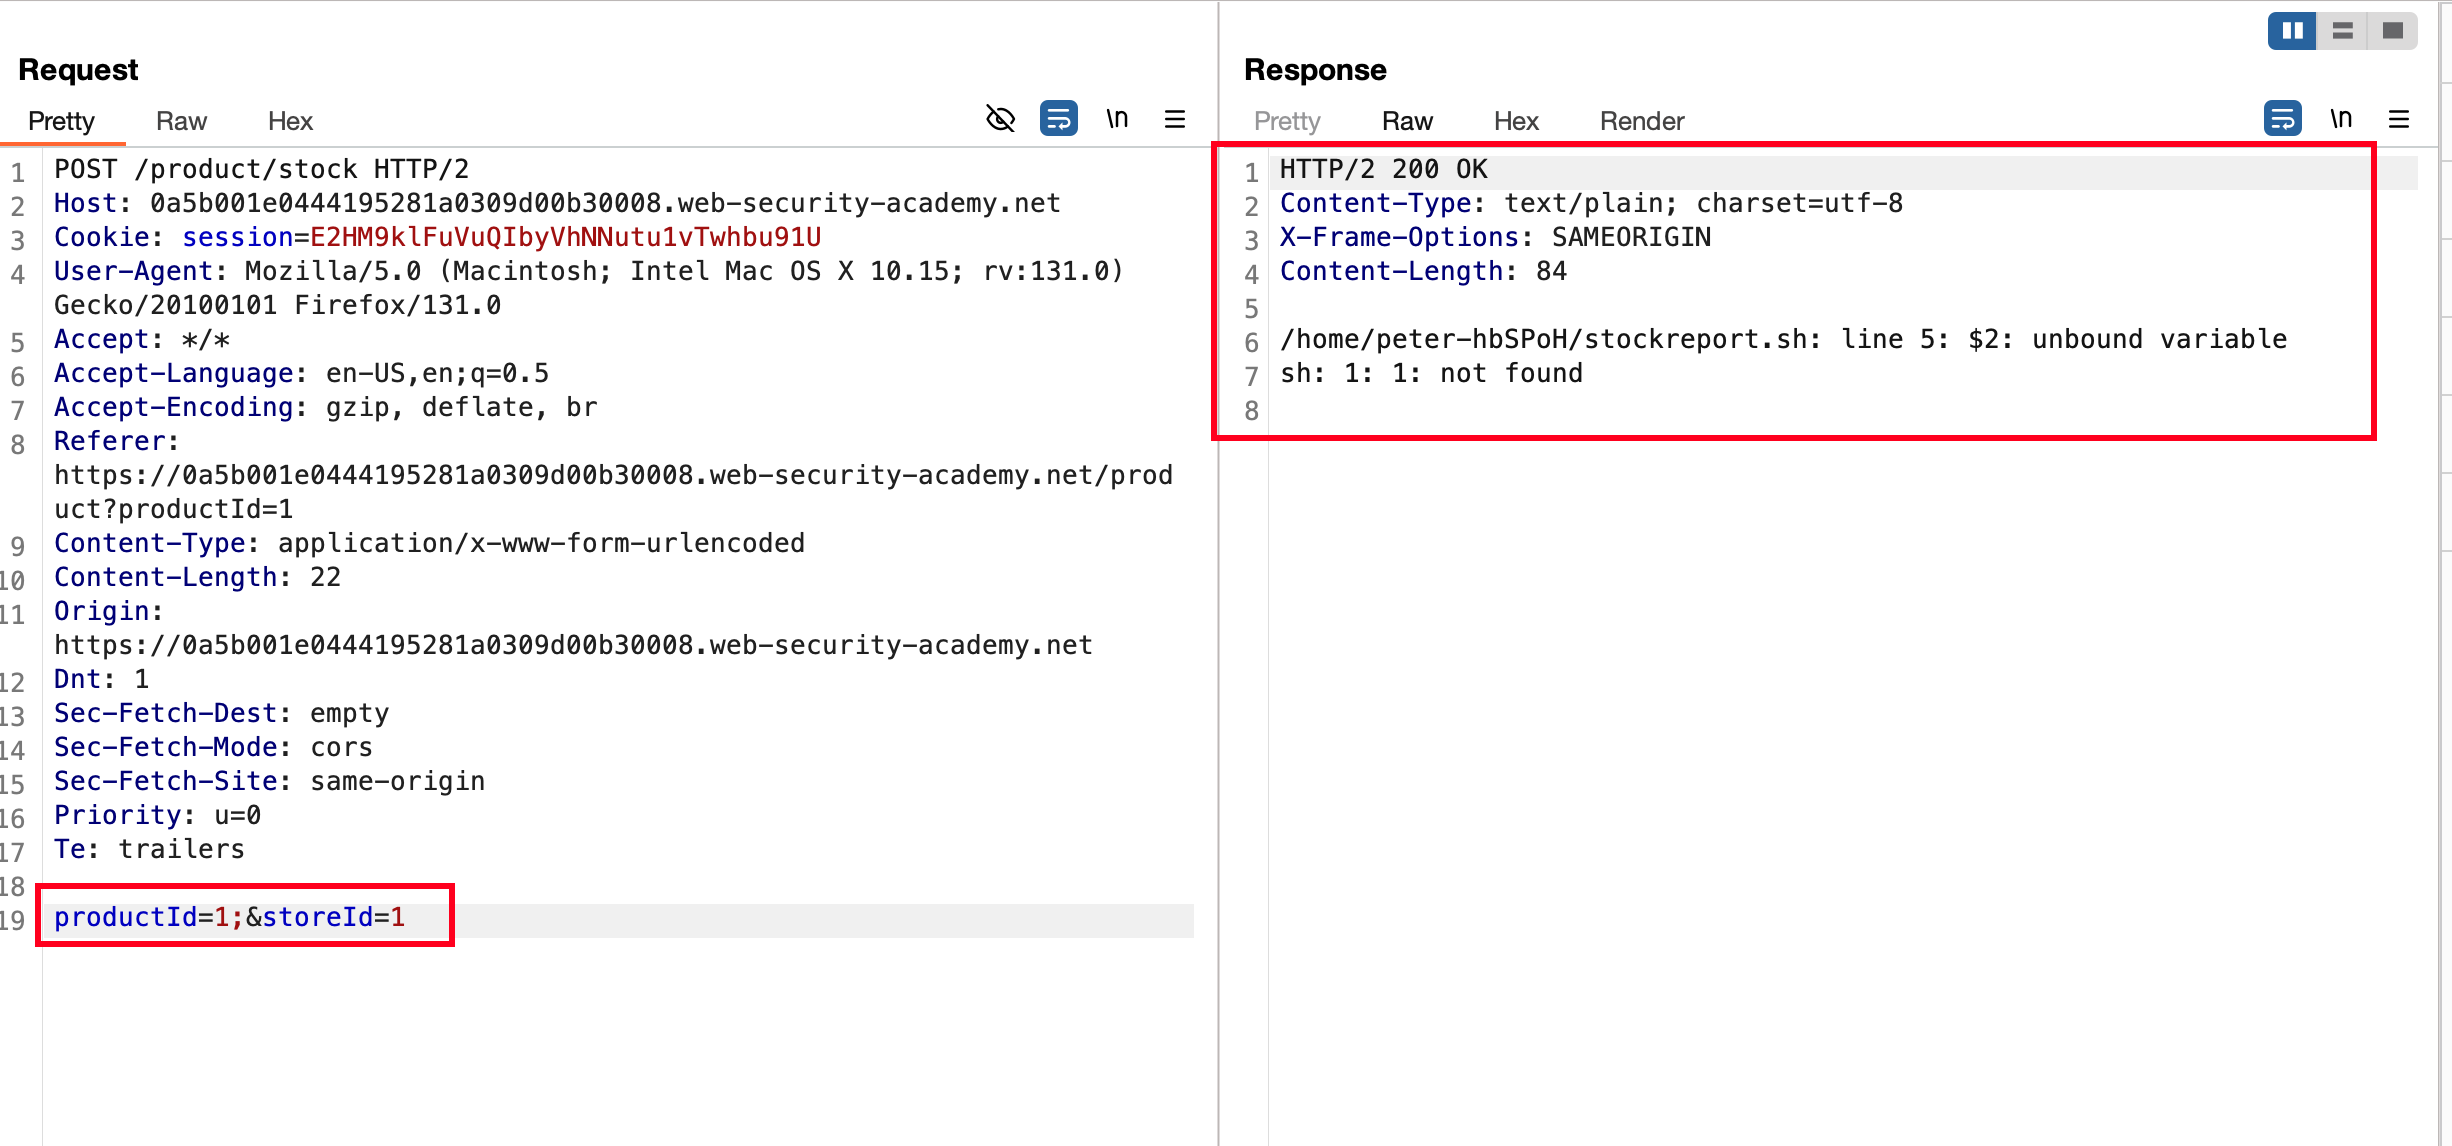 Request
Pretty Raw Hex \n
1 POST /product/stock HTTP/2
2 Host: 0a5b001e0444195281a0309d00b30008.web-security-academy.net
3 Cookie: session=E2HM9klFuVuQIbyVhNNutu1vTwhbu91U
4 User-Agent: Mozilla/5.0 (Macintosh; Intel Mac OS X 10.15; rv:131.0)
Gecko/20100101 Firefox/131.0
5 Accept: */*
6 Accept-Language: en-US,en;q=0.5
7 Accept-Encoding: gzip, deflate, br
8 Referer:
https://0a5b001e0444195281a0309d00b30008.web-security-academy.net/prod
uct?productId=1
9 Content-Type: application/x-www-form-urlencoded
10 Content-Length: 22
11 Origin:
https://0a5b001e0444195281a0309d00b30008.web-security-academy.net
12 Dnt: 1
13 Sec-Fetch-Dest: empty
14 Sec-Fetch-Mode: cors
15 Sec-Fetch-Site: same-origin
16 Priority: u=0
17 Te: trailers
18
19 productId=1;&storeId=1
Response
Pretty Raw Hex Render \n
1 HTTP/2 200 OK
2 Content-Type: text/plain; charset=utf-8
3 X-Frame-Options: SAMEORIGIN
4 Content-Length: 84
5
6 /home/peter-hbSPoH/stockreport.sh: line 5: $2: unbound variable
7 sh: 1: 1: not found
8